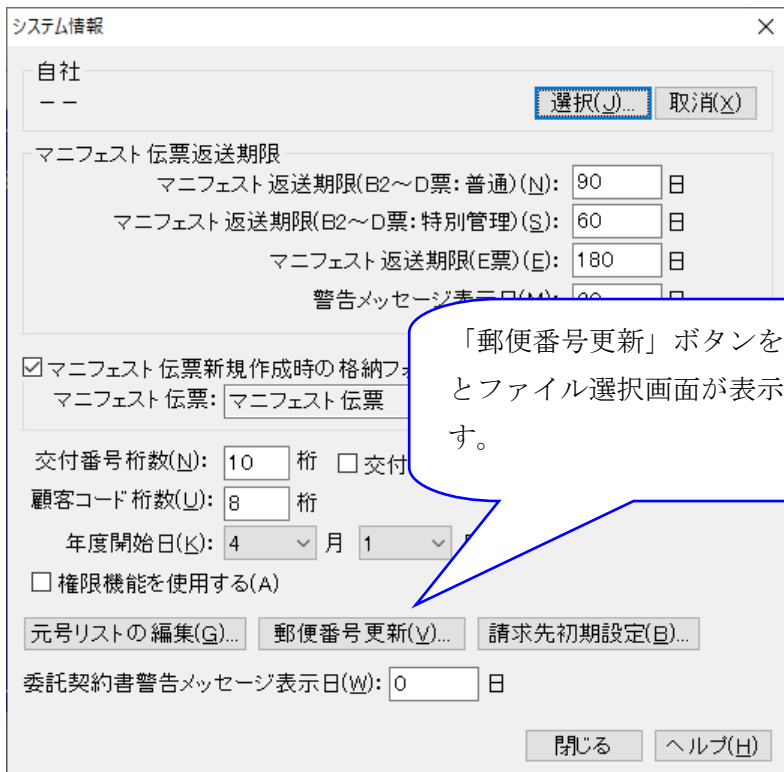 システム情報
自社
－－ 選択(J)... 取消(X)
マニフェスト伝票返送期限
マニフェスト返送期限(B2～D票:普通)(N): 90 日
マニフェスト返送期限(B2～D票:特別管理)(S): 60 日
マニフェスト返送期限(E票)(E): 180 日
警告メッセージ表示日(M):
「郵便番号更新」ボタンを
とファイル選択画面が表示
す。
マニフェスト伝票新規作成時の格納フォ
マニフェスト伝票: マニフェスト伝票
交付番号桁数(N): 10 桁 交付
顧客コード桁数(U): 8 桁
年度開始日(K): 4 月 1
権限機能を使用する(A)
元号リストの編集(G)... 郵便番号更新(V)... 請求先初期設定(B)...
委託契約書警告メッセージ表示日(W): 0 日
閉じる ヘルプ(H)